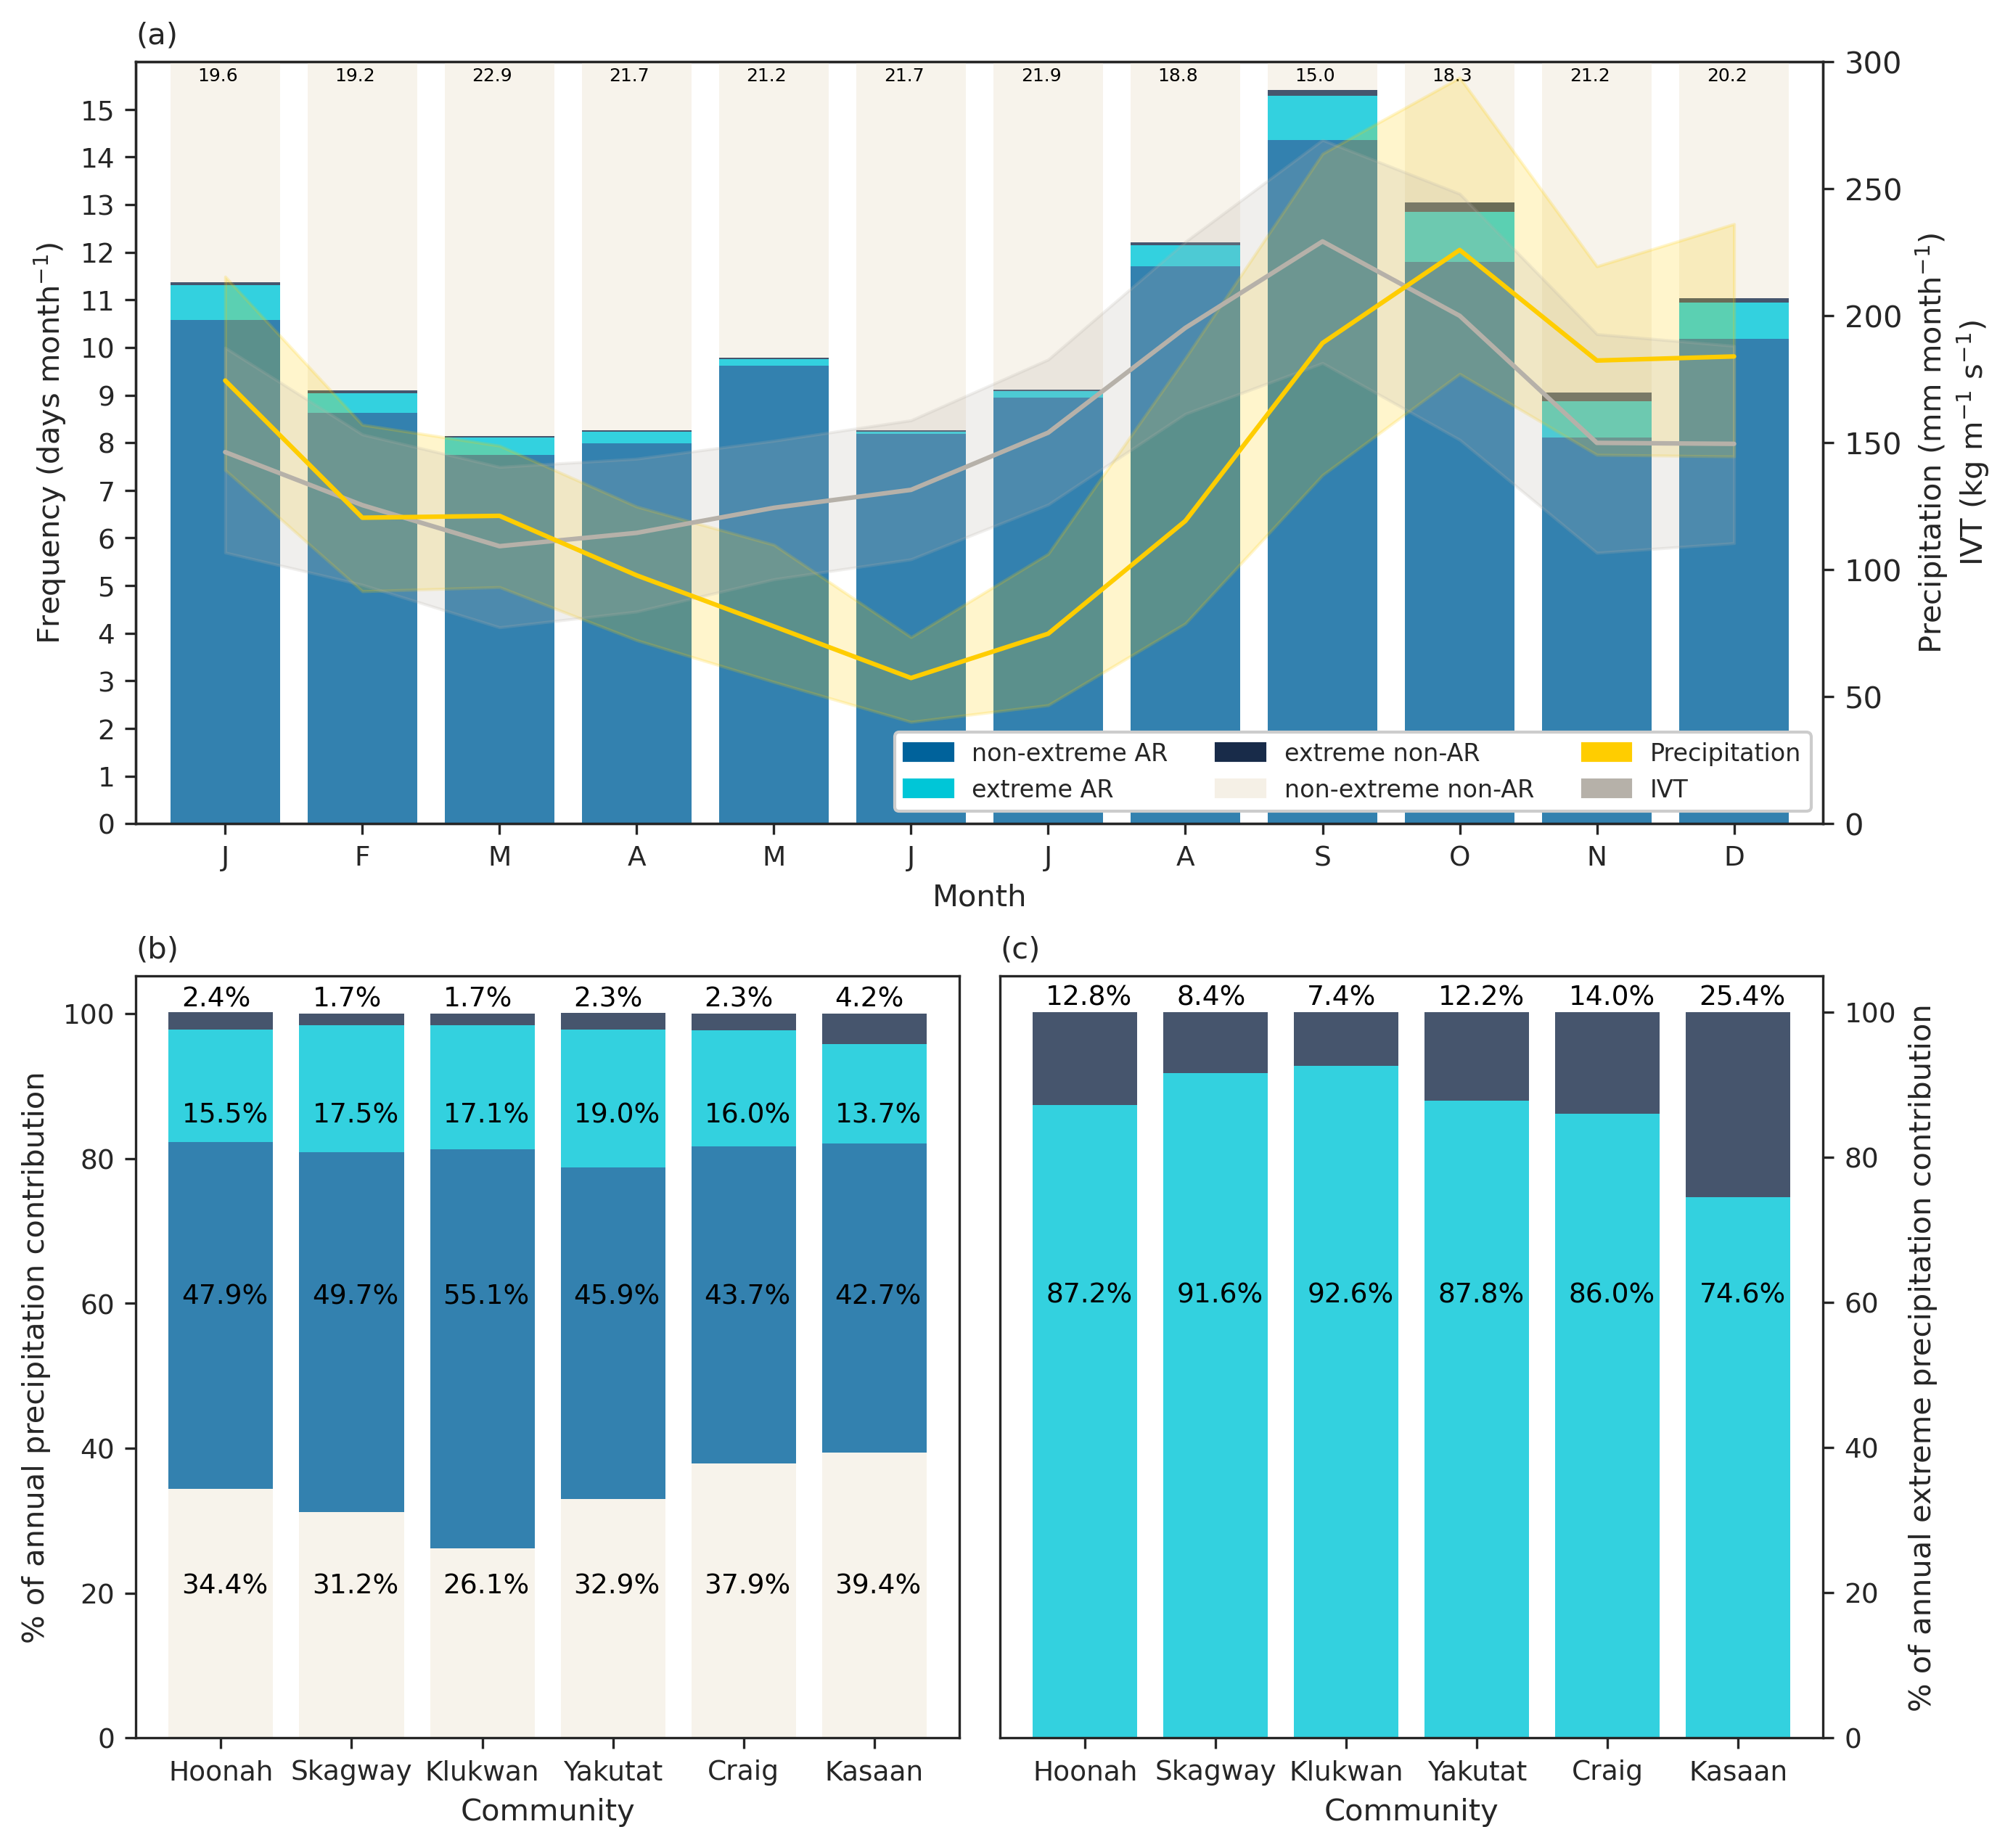 (a)
19.6 19.2 22.9 21.7 21.2 21.7 21.9 18.8 15.0 18.3 21.2 20.2
15
14
13
12
11
10
9
8
7
6
5
4
3
2
1
0
Frequency (days month⁻¹)
300
250
200
150
100
50
0
Precipitation (mm month⁻¹)
IVT (kg m⁻¹ s⁻¹)
non-extreme AR extreme non-AR Precipitation
extreme AR non-extreme non-AR IVT
J F M A M J J A S O N D
Month
(b)
2.4% 1.7% 1.7% 2.3% 2.3% 4.2%
15.5% 17.5% 17.1% 19.0% 16.0% 13.7%
47.9% 49.7% 55.1% 45.9% 43.7% 42.7%
34.4% 31.2% 26.1% 32.9% 37.9% 39.4%
100
80
60
40
20
0
% of annual precipitation contribution
Hoonah Skagway Klukwan Yakutat Craig Kasaan
Community
(c)
12.8% 8.4% 7.4% 12.2% 14.0% 25.4%
87.2% 91.6% 92.6% 87.8% 86.0% 74.6%
100
80
60
40
20
0
% of annual extreme precipitation contribution
Hoonah Skagway Klukwan Yakutat Craig Kasaan
Community